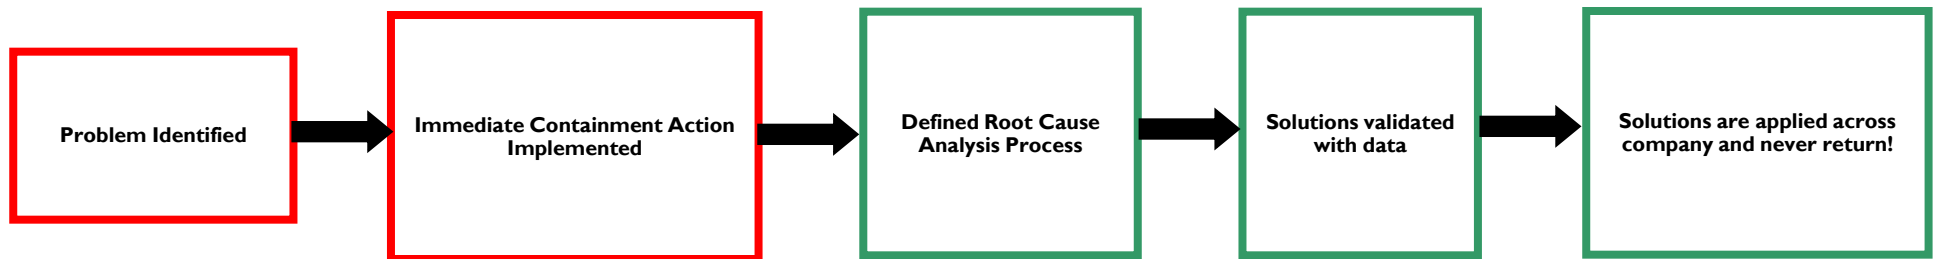 Problem Identified
Immediate Containment Action
Implemented
Defined Root Cause
Analysis Process
Solutions validated
with data
Solutions are applied across
company and never return!